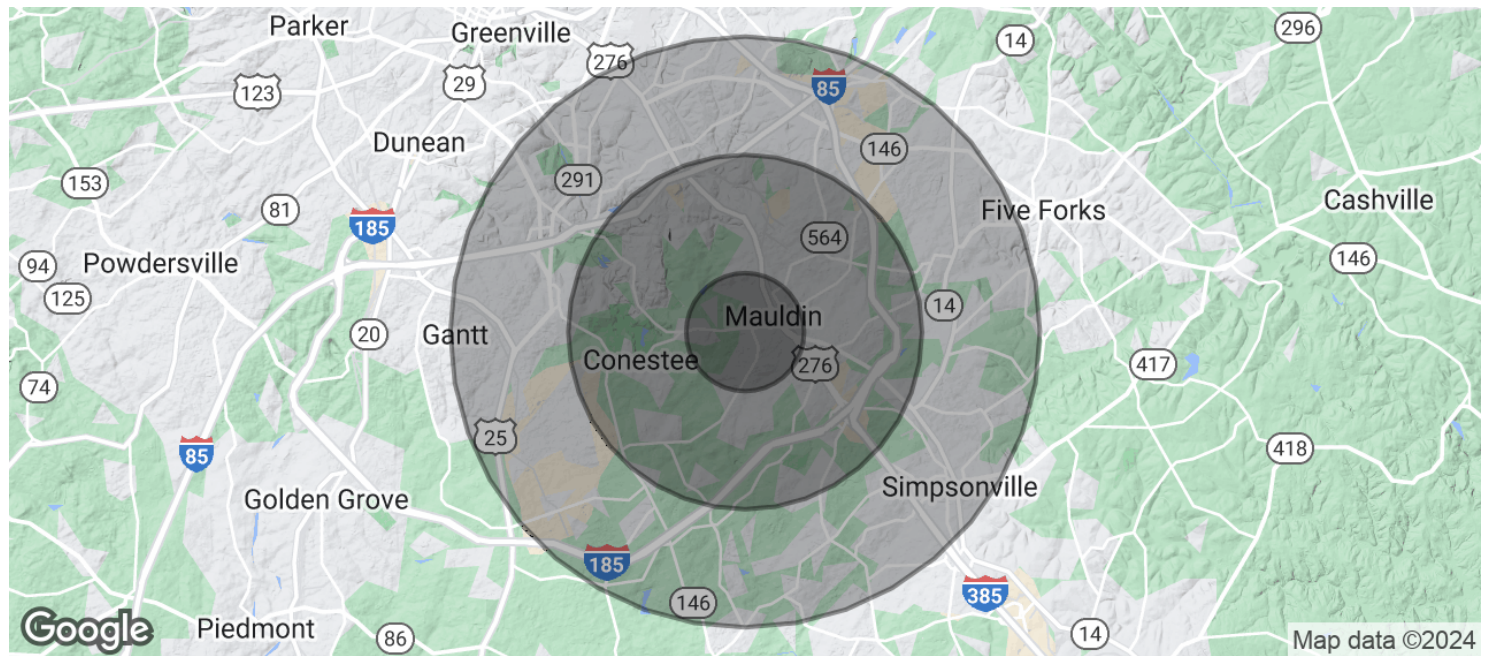 Parker
Greenville
296
14
276
123
29
85
Dunean
146
153
291
81
Cashville
Five Forks
185
564
94
Powdersville
146
125
14
Mauldin
20
Gantt
Conestee
276
417
74
25
418
85
Simpsonville
Golden Grove
185
385
146
Google
Piedmont
86
14
Map data ©2024